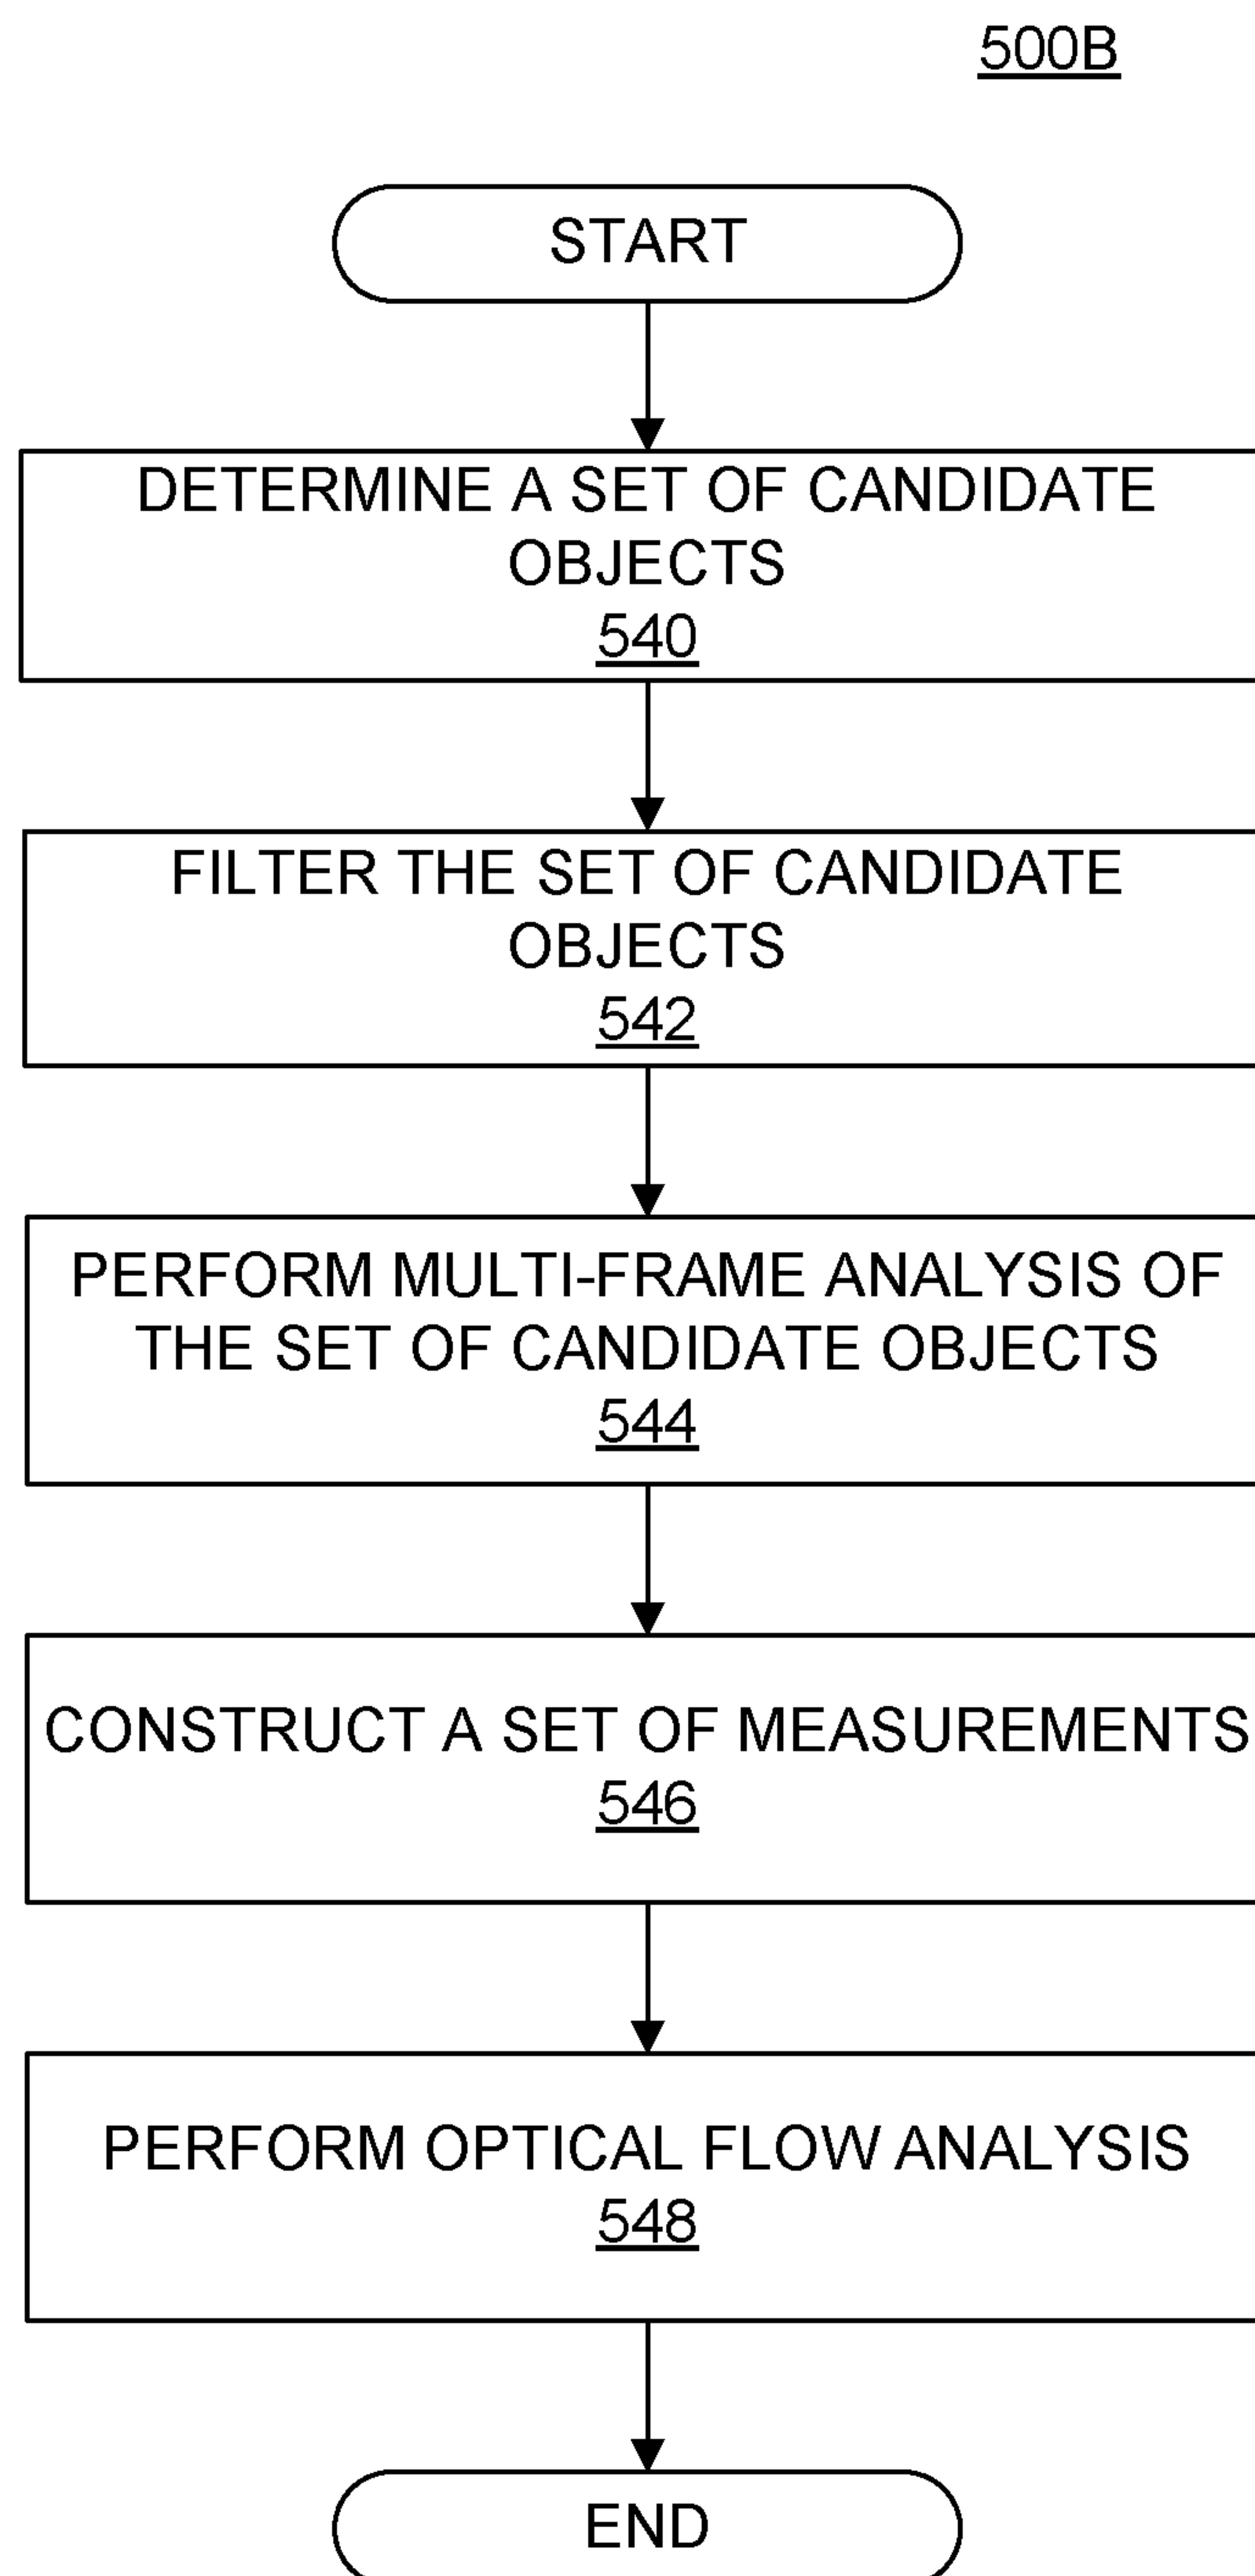 500B
START
DETERMINE A SET OF CANDIDATE
OBJECTS
540
FILTER THE SET OF CANDIDATE
OBJECTS
542
PERFORM MULTI-FRAME ANALYSIS OF
THE SET OF CANDIDATE OBJECTS
544
CONSTRUCT A SET OF MEASUREMENTS
546
PERFORM OPTICAL FLOW ANALYSIS
548
END